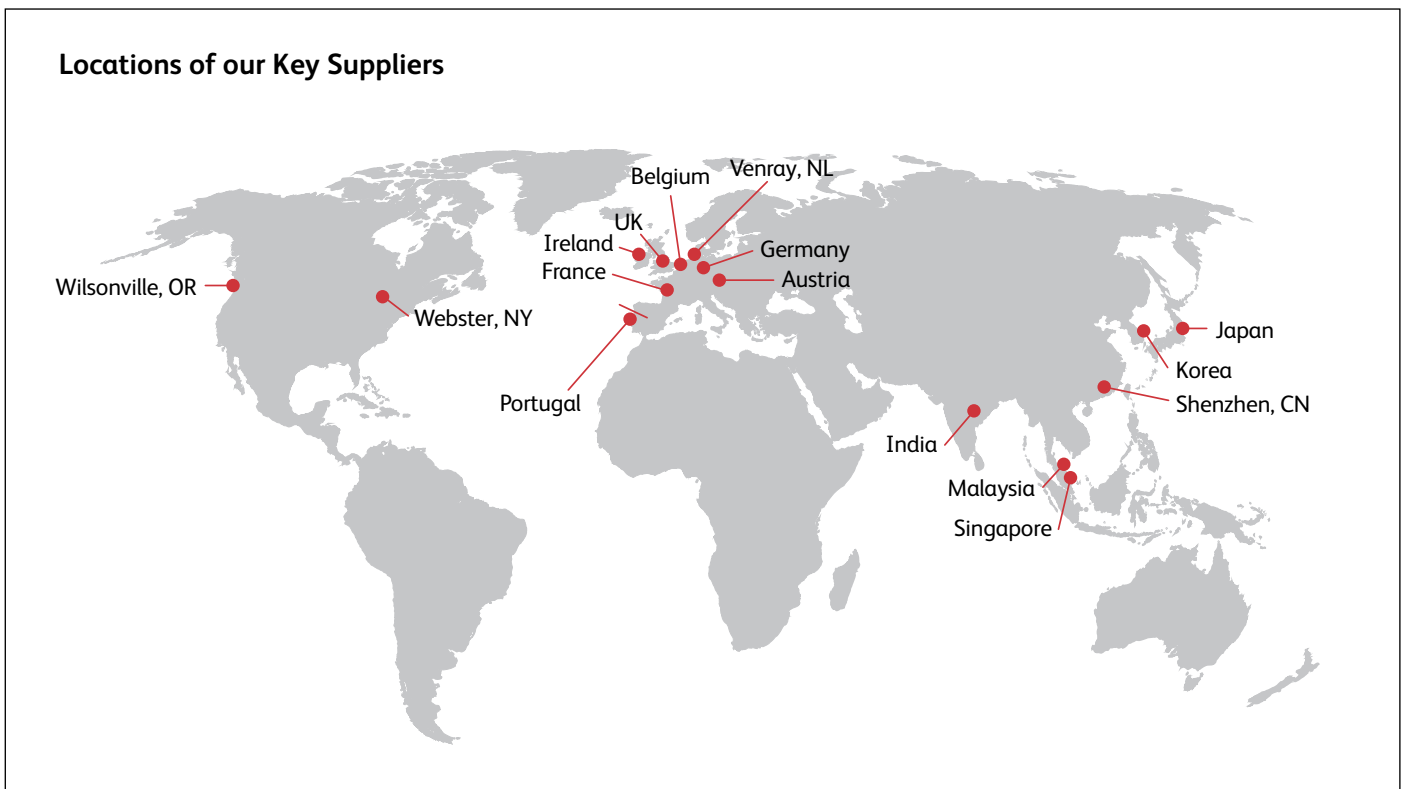 Locations of our Key Suppliers
Belgium
Venray, NL
UK
Ireland
Germany
France
Austria
Wilsonville, OR
Webster, NY
Japan
Korea
Portugal
Shenzhen, CN
India
Malaysia
Singapore